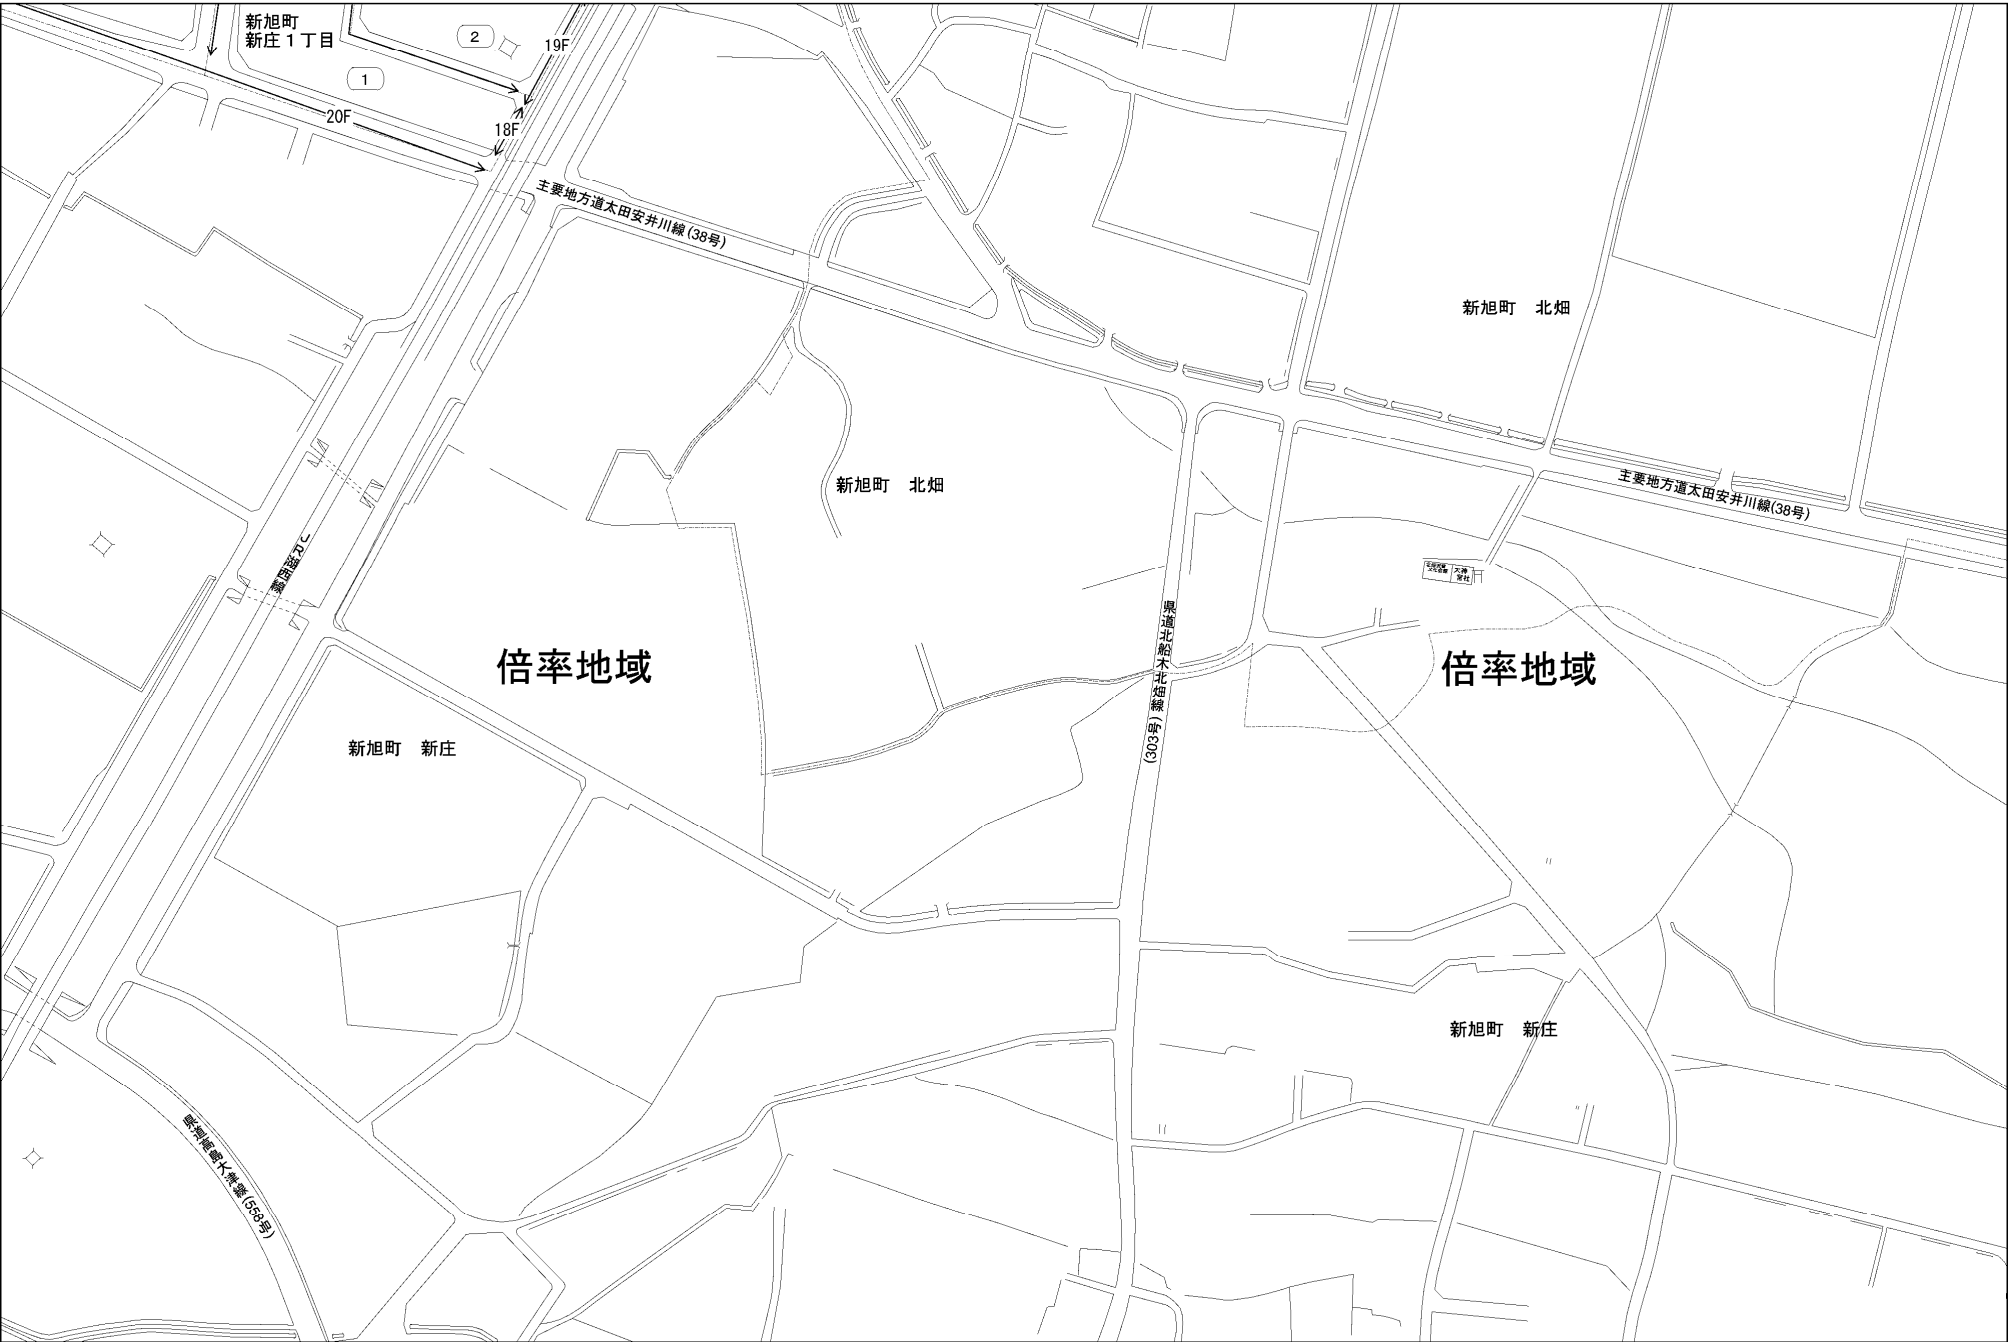 新旭町
新庄1丁目
2
19F
1
20F
18F
主要地方道太田安井川線(38号)
新旭町　北畑
新旭町　北畑
主要地方道太田安井川線(38号)
JR湖西線
天神
宮社
県道北船木北畑線
(303号)
倍率地域
倍率地域
新旭町　新庄
新旭町　新庄
県道高島大津線(558号)